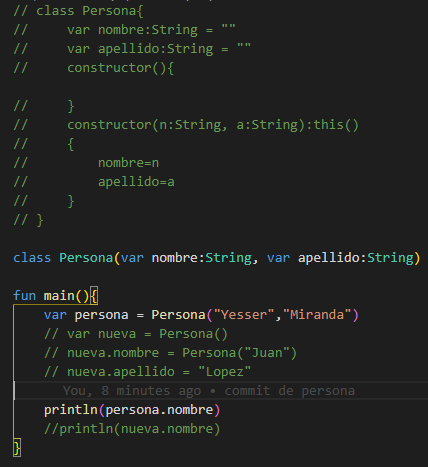 // class Persona{
//     var nombre:String = ""
//     var apellido:String = ""
//     constructor(){
//     }
//     constructor(n:String, a:String):this()
//     {
//         nombre=n
//         apellido=a
//     }
// }
class Persona(var nombre:String, var apellido:String)
fun main(){
    var persona = Persona("Yesser","Miranda")
    // var nueva = Persona()
    // nueva.nombre = Persona("Juan")
    // nueva.apellido = "Lopez"
    You, 8 minutes ago • commit de persona
    println(persona.nombre)
    //println(nueva.nombre)
}